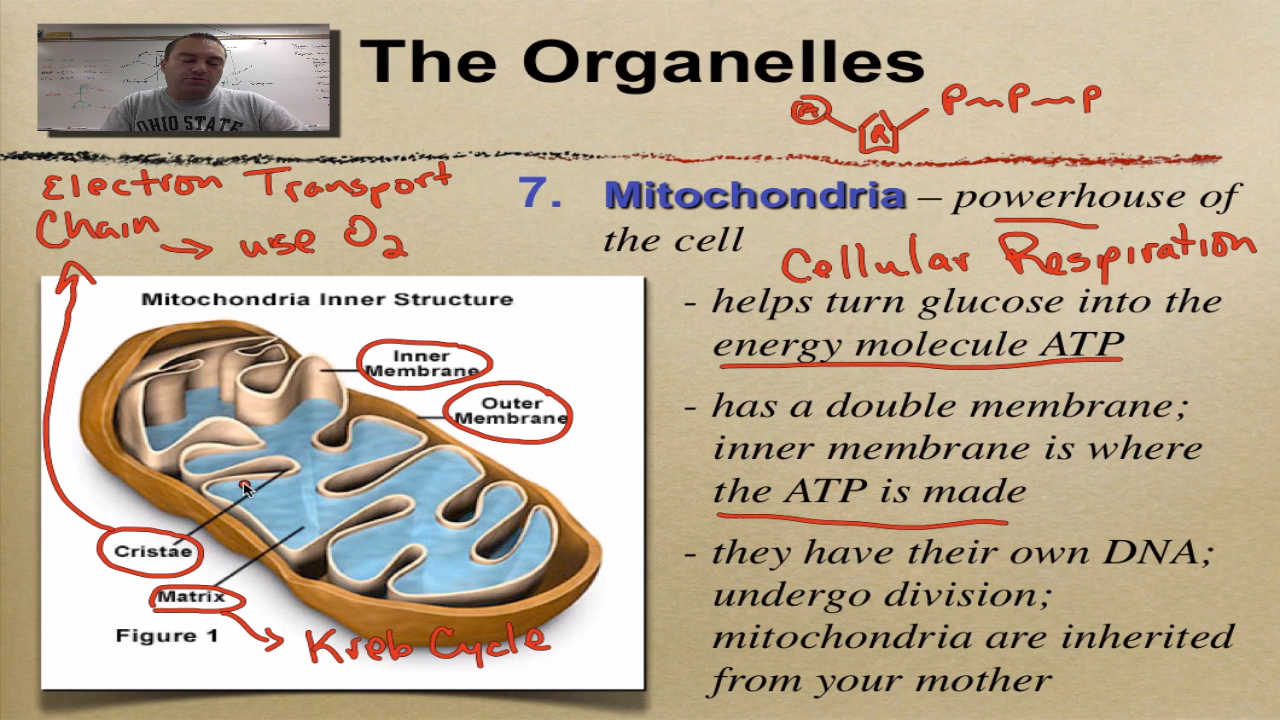 The Organelles
OHIO STATE
A
R
P~P~P
Electron Transport
Chain → use O2
7. Mitochondria – powerhouse of
the cell
Cellular Respiration
- helps turn glucose into the
energy molecule ATP
- has a double membrane;
inner membrane is where
the ATP is made
- they have their own DNA;
undergo division;
mitochondria are inherited
from your mother
Mitochondria Inner Structure
Inner
Membrane
Outer
Membrane
Cristae
Matrix
Figure 1
Kreb Cycle